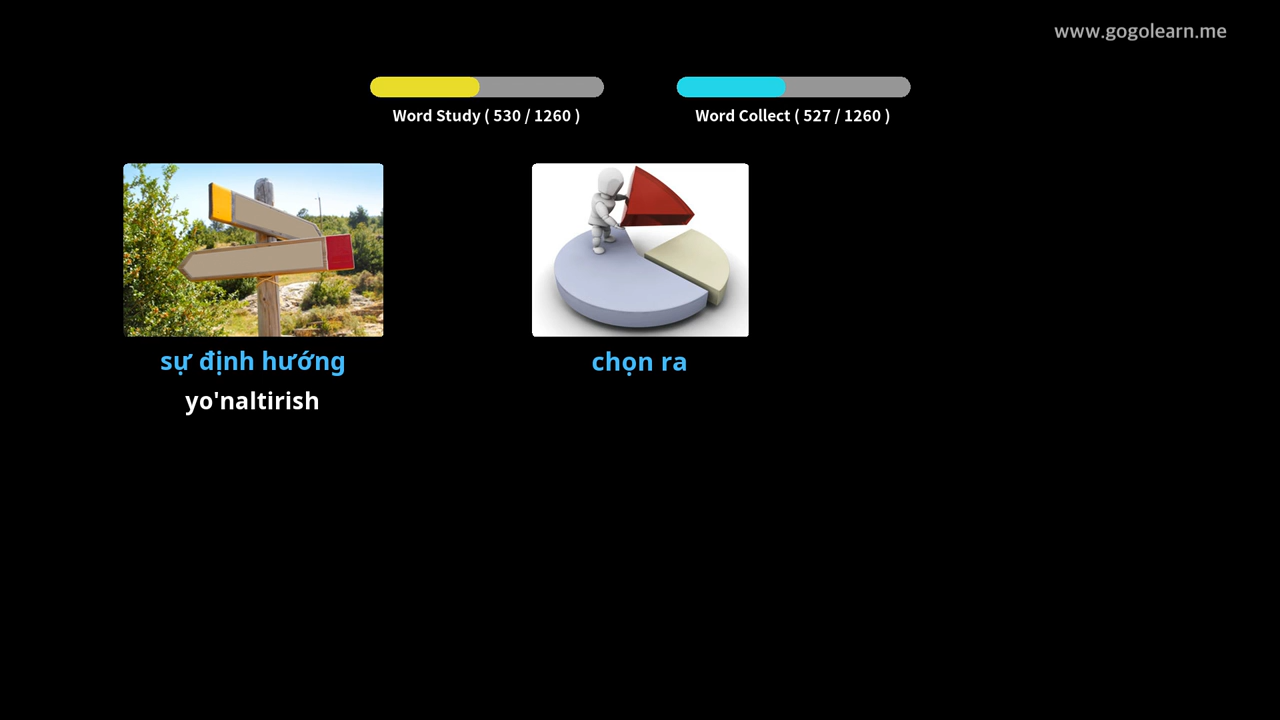 www.gogolearn.me
Word Study ( 530 / 1260 )
Word Collect ( 527 / 1260 )
sự định hướng
chọn ra
yo'naltirish